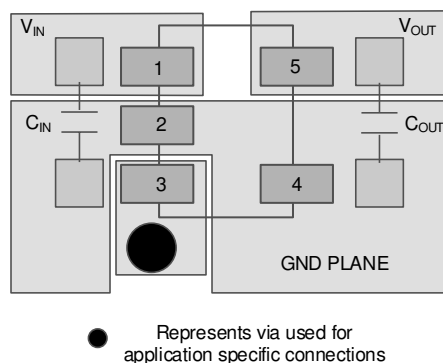 VIN
VOUT
1
5
CIN
2
COUT
3
4
GND PLANE
Represents via used for
application specific connections